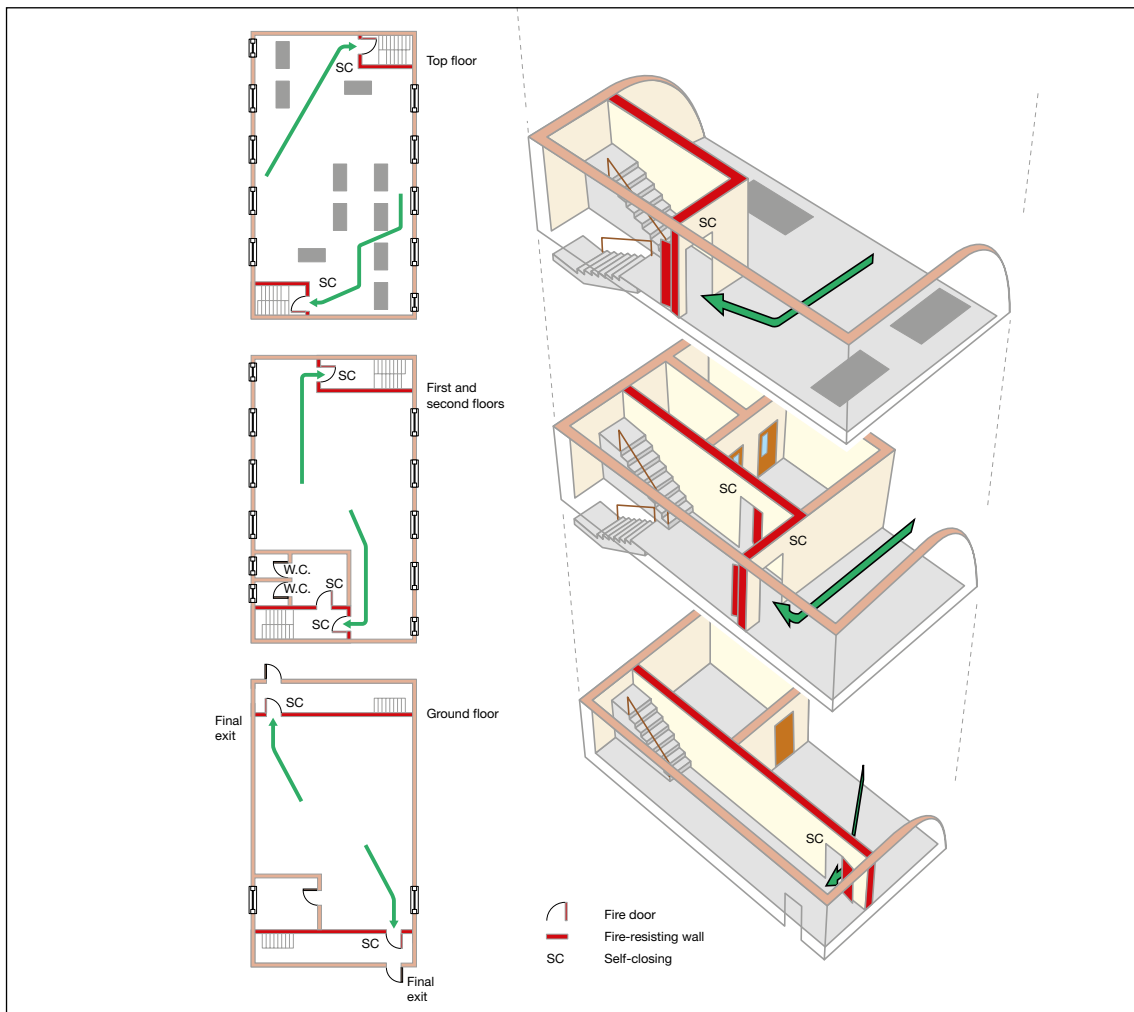 SC
Top floor
SC
SC
First and
second floors
W.C.
W.C.
SC
SC
SC
Ground floor
Final
exit
SC
Final
exit
SC
SC
SC
SC
Fire door
Fire-resisting wall
SC Self-closing